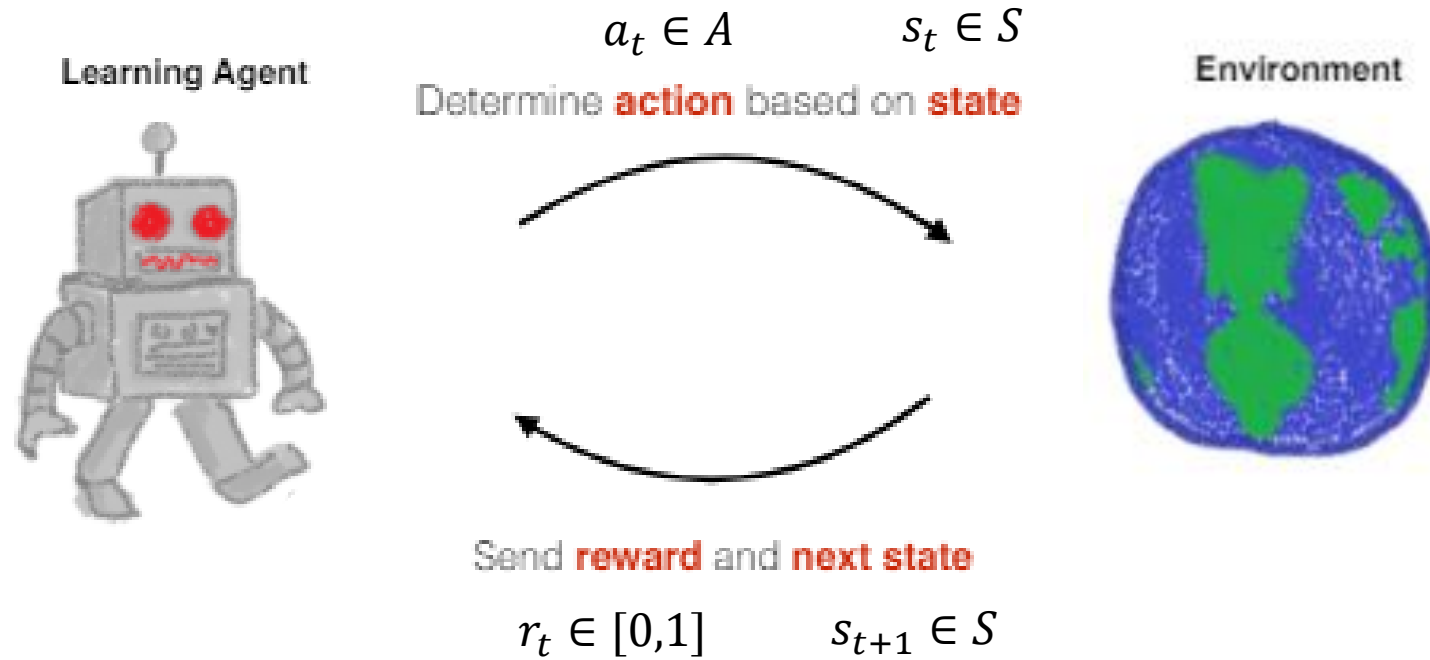 a_t ∈ A s_t ∈ S
Learning Agent
Environment
Determine action based on state
Send reward and next state
r_t ∈ [0,1] s_{t+1} ∈ S